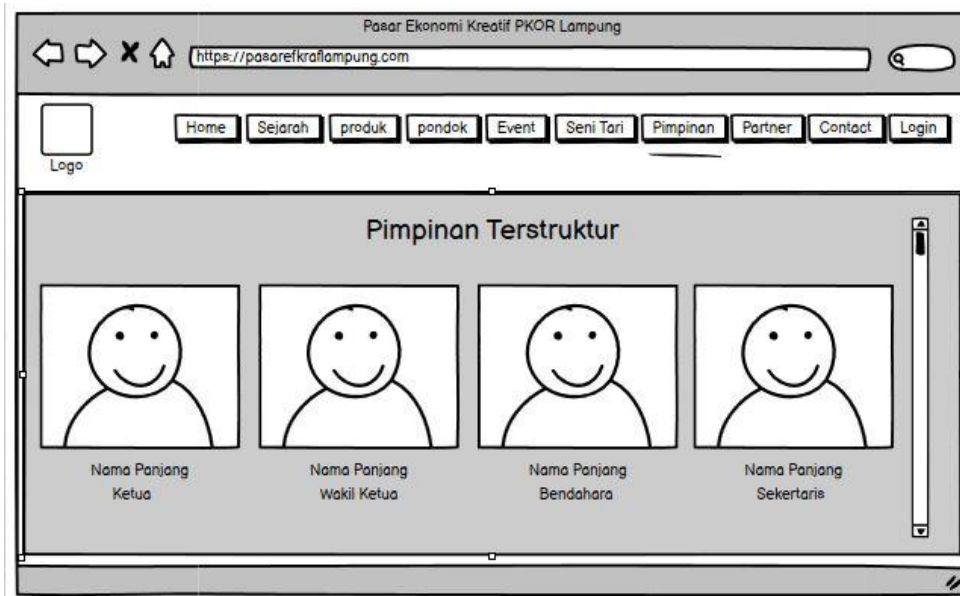 Pasar Ekonomi Kreatif PKOR Lampung
https://pasarefkraflampung.com
Logo
Home Sejarah produk pondok Event Seni Tari Pimpinan Partner Contact Login
Pimpinan Terstruktur
Nama Panjang Nama Panjang Nama Panjang Nama Panjang
Ketua Wakil Ketua Bendahara Sekertaris